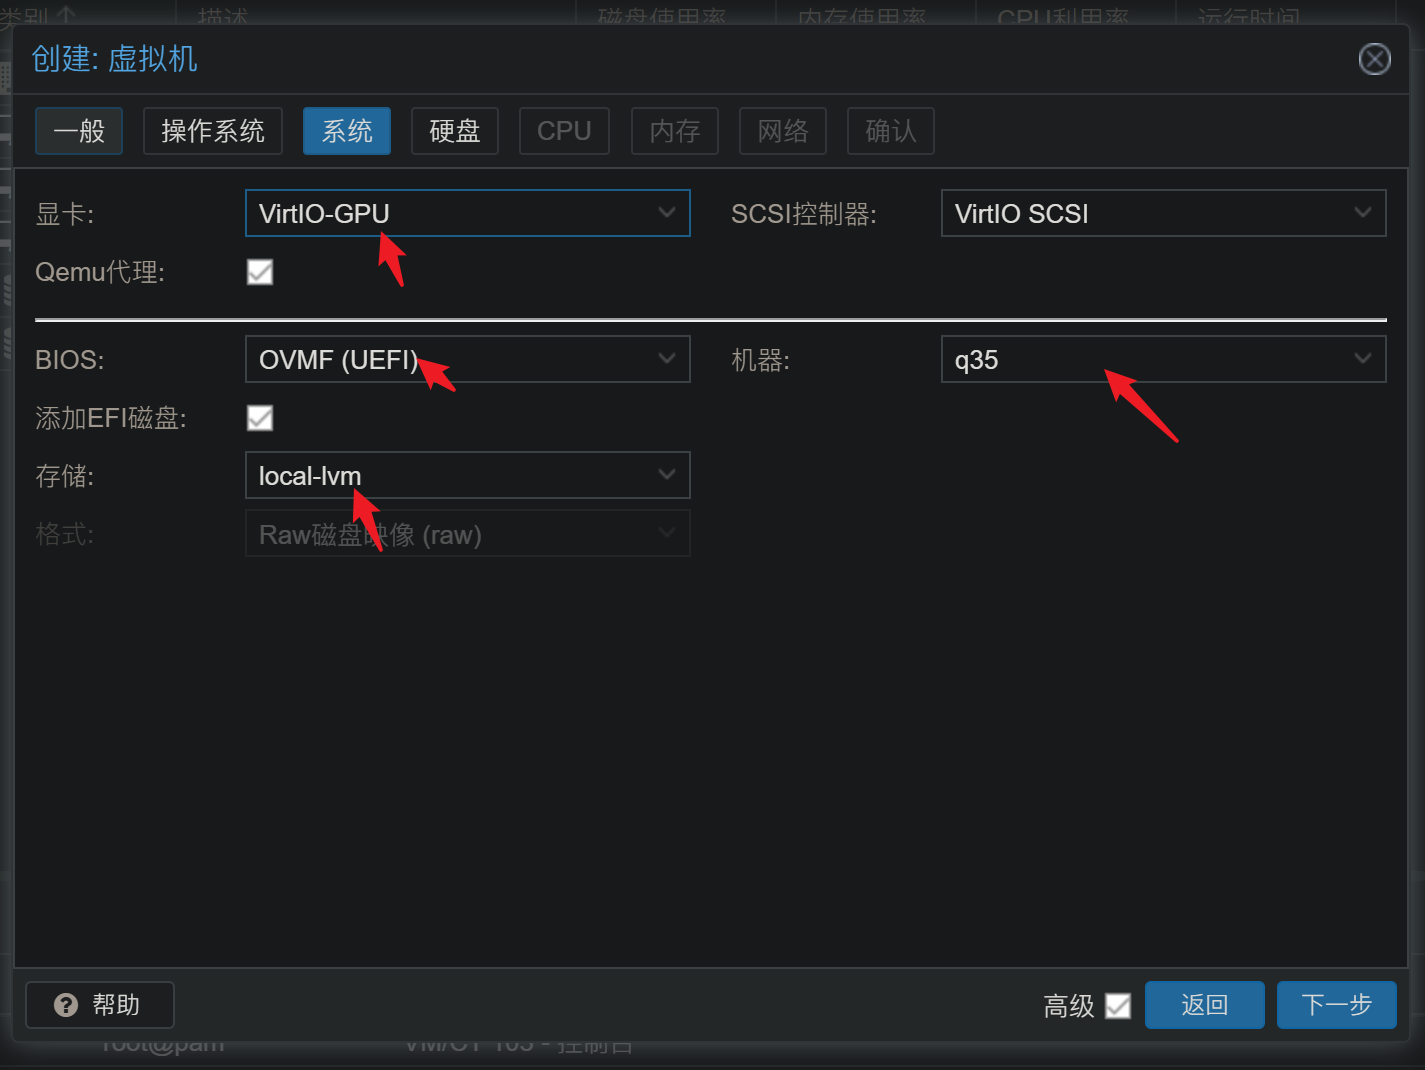 类别 描述 磁盘使用率 内存使用率 CPU利用率 运行时间
创建: 虚拟机
一般 操作系统 系统 硬盘 CPU 内存 网络 确认
显卡: VirtIO-GPU SCSI控制器: VirtIO SCSI
Qemu代理:
BIOS: OVMF (UEFI) 机器: q35
添加EFI磁盘:
存储: local-lvm
格式: Raw磁盘映像 (raw)
帮助 高级 返回 下一步
root@pam VM/CT 103 - 控制台